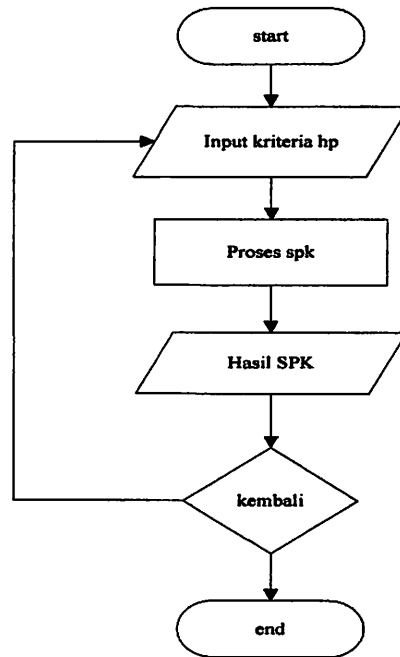 start
Input kriteria hp
Proses spk
Hasil SPK
kembali
end